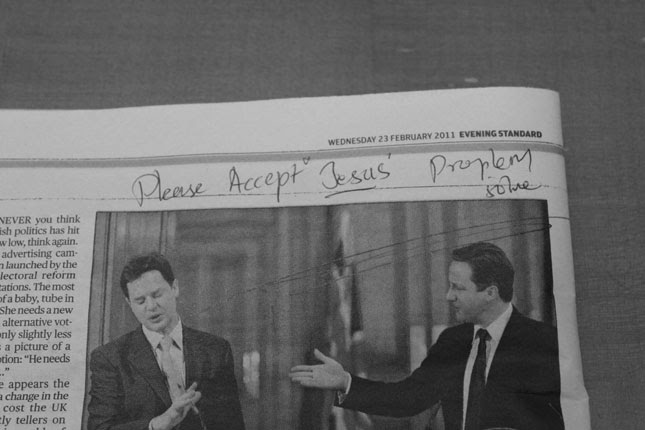 WEDNESDAY 23 FEBRUARY 2011 EVENING STANDARD
Please Accept "Jesus" Proplem
solve
NEVER you think
ish politics has hit
w low, think again.
advertising cam-
n launched by the
lectoral reform
tations. The most
of a baby, tube in
She needs a new
alternative vot-
only slightly less
s a picture of a
otion: "He needs
..."
e appears the
a change in the
cost the UK
tly tellers on